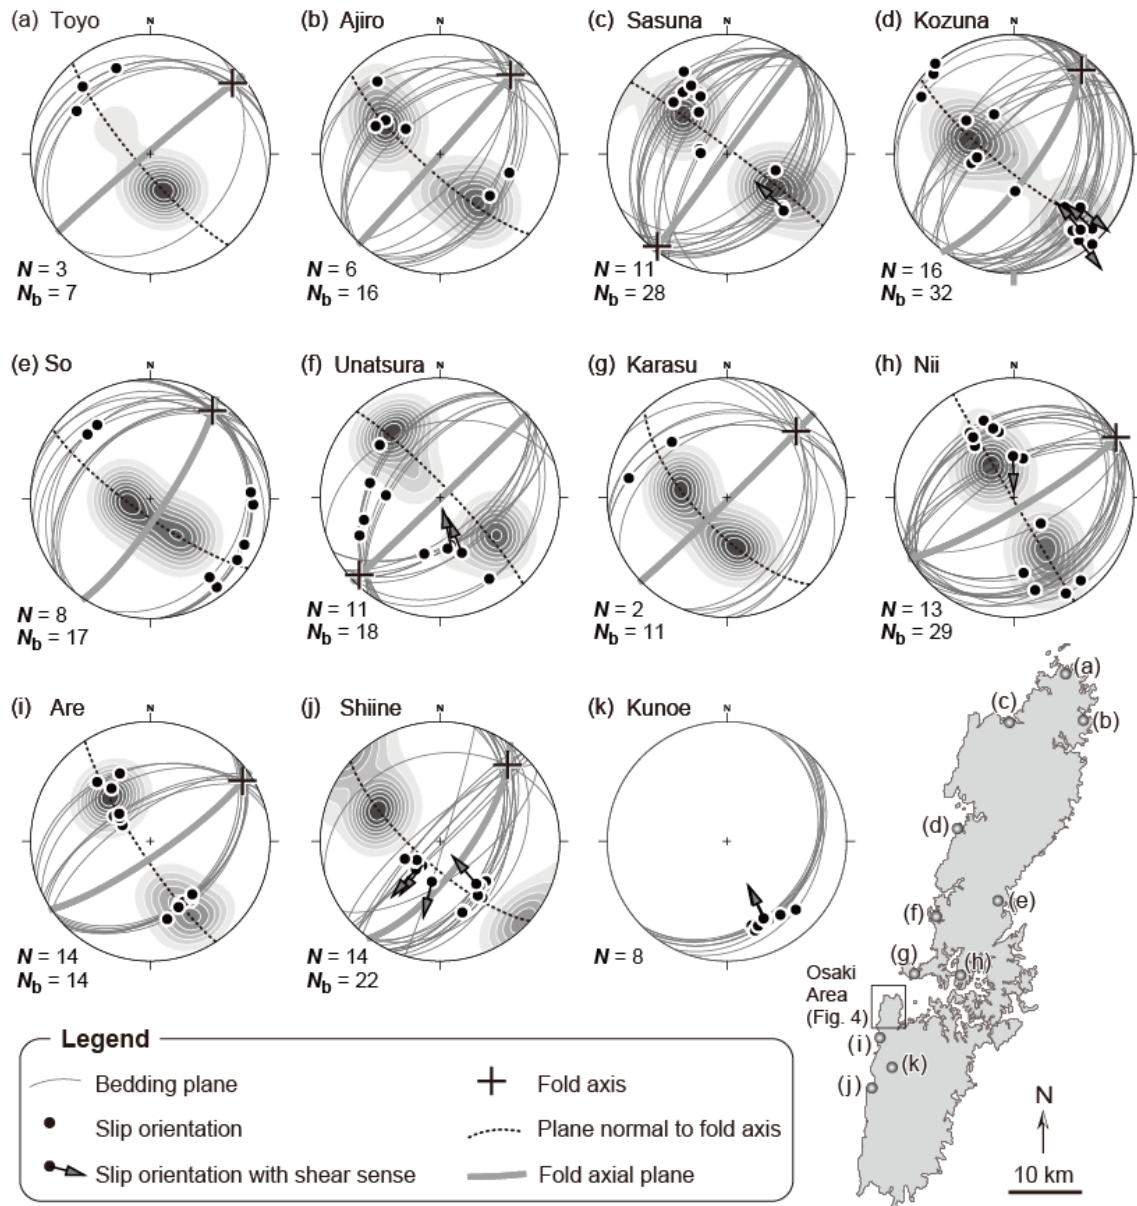 (a) Toyo
N
N = 3
Nb = 7
(b) Ajiro
N
N = 6
Nb = 16
(c) Sasuna
N
N = 11
Nb = 28
(d) Kozuna
N
N = 16
Nb = 32
(e) So
N
N = 8
Nb = 17
(f) Unatsura
N
N = 11
Nb = 18
(g) Karasu
N
N = 2
Nb = 11
(h) Nii
N
N = 13
Nb = 29
(i) Are
N
N = 14
Nb = 14
(j) Shiine
N
N = 14
Nb = 22
(k) Kunoe
N
N = 8
(a)
(c)
(b)
(d)
(e)
(f)
(g)
(h)
Osaki
Area
(Fig. 4)
(i)
(k)
(j)
N
10 km
Legend
Bedding plane
Fold axis
Slip orientation
Plane normal to fold axis
Slip orientation with shear sense
Fold axial plane